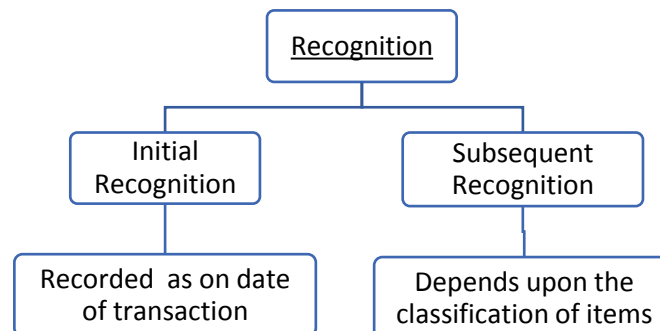 Recognition
Initial
Recognition
Subsequent
Recognition
Recorded as on date
of transaction
Depends upon the
classification of items